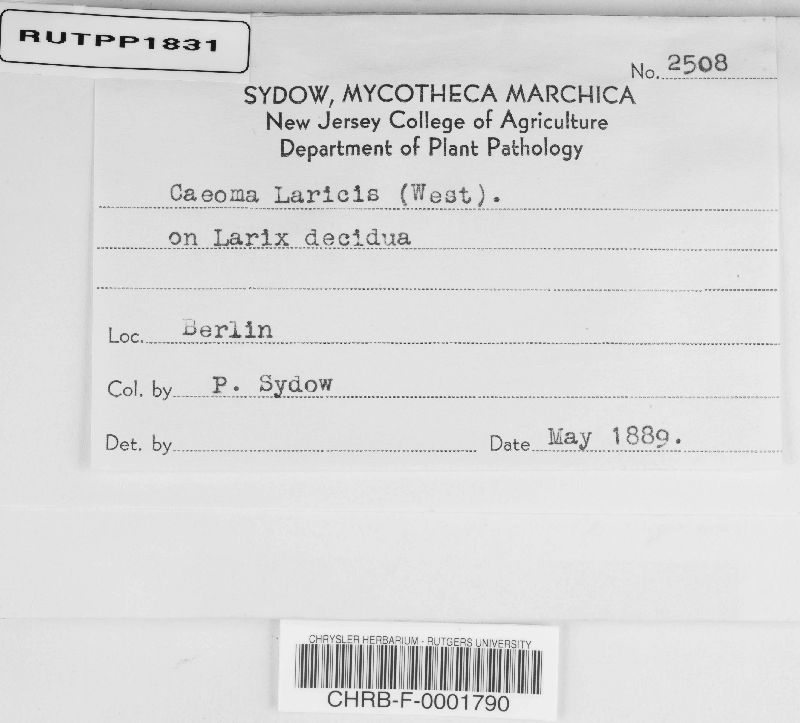 RUTPP1831
No. 2508
SYDOW, MYCOTHECA MARCHICA
New Jersey College of Agriculture
Department of Plant Pathology
Caeoma Laricis (West).
on Larix decidua
Loc. Berlin
Col. by P. Sydow
Det. by Date May 1889.
CHRYSLER HERBARIUM - RUTGERS UNIVERSITY
CHRB-F-0001790